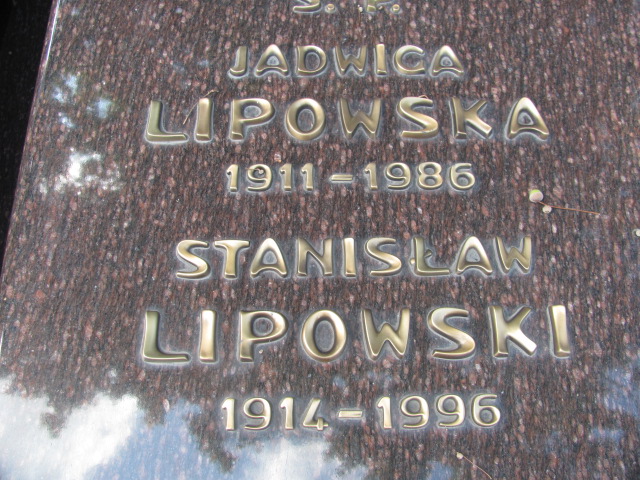 Ś. P.
JADWIGA
LIPOWSKA
1911-1986
STANISŁAW
LIPOWSKI
1914-1996